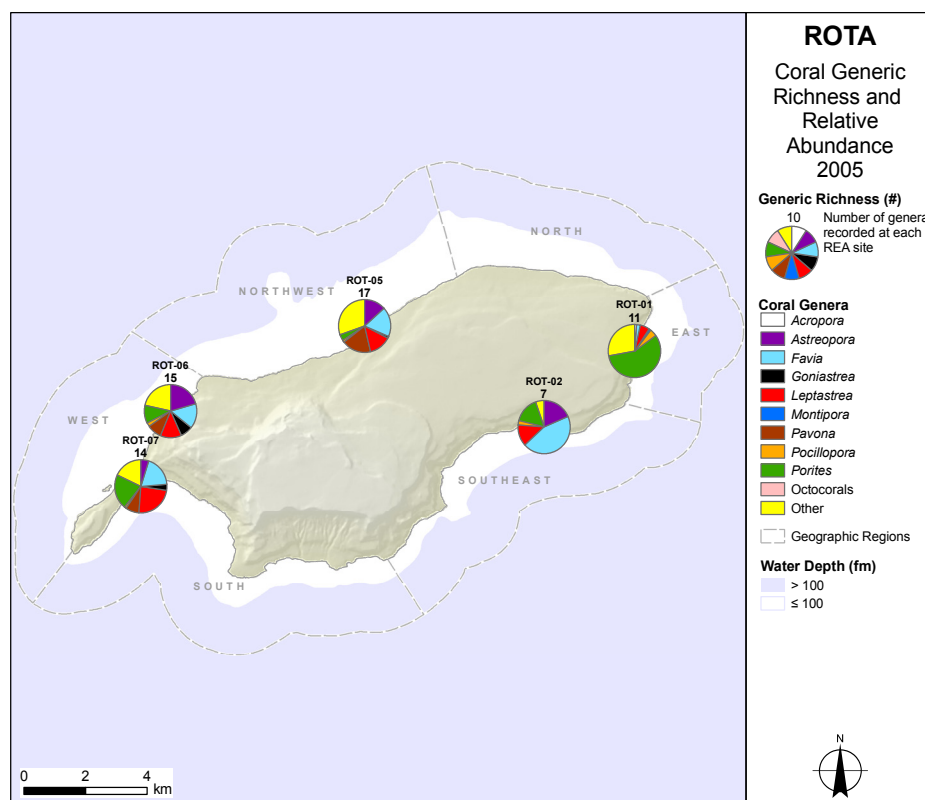 ROTA
Coral Generic
Richness and
Relative
Abundance
2005
Generic Richness (#)
10
Number of genera
recorded at each
REA site
Coral Genera
Acropora
Astreopora
Favia
Goniastrea
Leptastrea
Montipora
Pavona
Pocillopora
Porites
Octocorals
Other
Geographic Regions
Water Depth (fm)
> 100
≤ 100
N
NORTH
NORTHWEST
ROT-05
17
ROT-01
11
EAST
ROT-06
15
ROT-02
7
WEST
ROT-07
14
SOUTHEAST
SOUTH
0 2 4
km